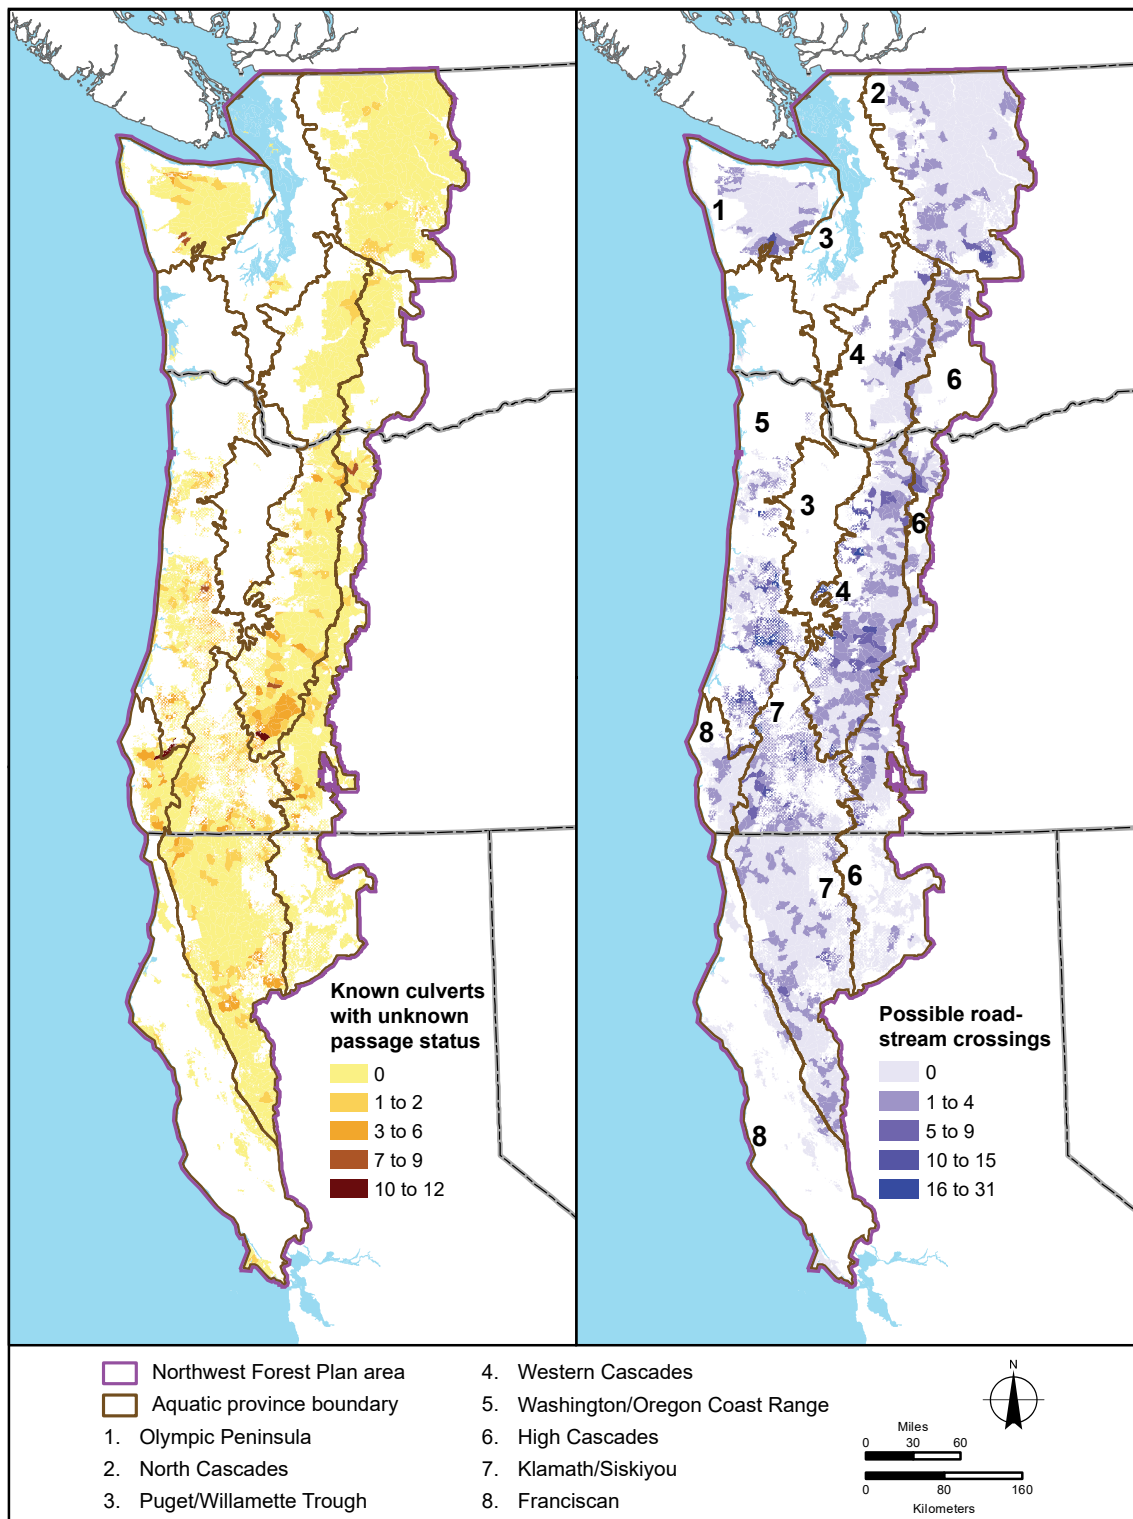 2
1
3
4
6
5
3
6
4
7
8
7
6
8
Known culverts
with unknown
passage status
0
1 to 2
3 to 6
7 to 9
10 to 12
Possible road-
stream crossings
0
1 to 4
5 to 9
10 to 15
16 to 31
Northwest Forest Plan area
Aquatic province boundary
1. Olympic Peninsula
2. North Cascades
3. Puget/Willamette Trough
4. Western Cascades
5. Washington/Oregon Coast Range
6. High Cascades
7. Klamath/Siskiyou
8. Franciscan
N
Miles
0 30 60
0 80 160
Kilometers